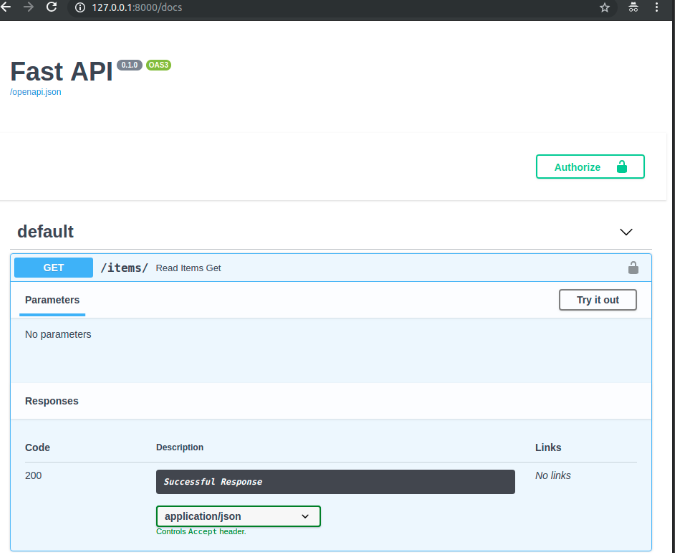 127.0.0.1:8000/docs
Fast API 0.1.0 OAS3
/openapi.json
Authorize
default
GET /items/ Read Items Get
Parameters Try it out
No parameters
Responses
Code Description Links
200 Successful Response No links
application/json
Controls Accept header.